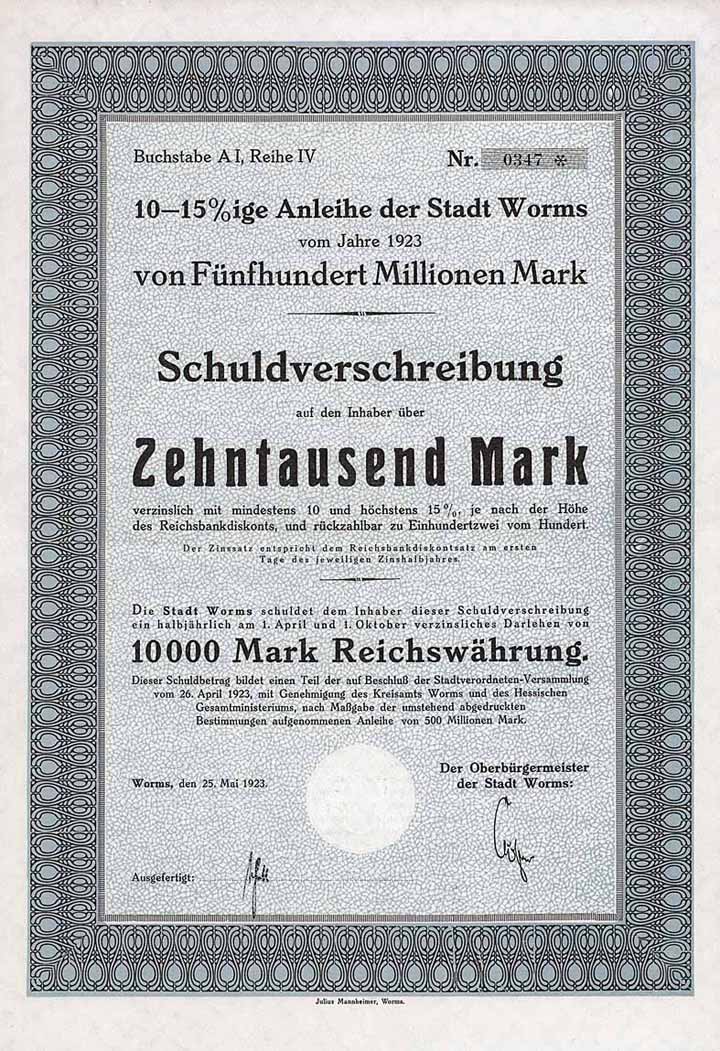 Buchstabe A I, Reihe IV
Nr. 0347 *
10—15%ige Anleihe der Stadt Worms
vom Jahre 1923
von Fünfhundert Millionen Mark
Schuldverschreibung
auf den Inhaber über
Zehntausend Mark
verzinslich mit mindestens 10 und höchstens 15%, je nach der Höhe
des Reichsbankdiskonts, und rückzahlbar zu Einhundertzwei vom Hundert.
Der Zinssatz entspricht dem Reichsbankdiskontsatz am ersten
Tage des jeweiligen Zinshalbjahres.
Die Stadt Worms schuldet dem Inhaber dieser Schuldverschreibung
ein halbjährlich am 1. April und 1. Oktober verzinsliches Darlehen von
10000 Mark Reichswährung.
Dieser Schuldbetrag bildet einen Teil der auf Beschluß der Stadtverordneten-Versammlung
vom 26. April 1923, mit Genehmigung des Kreisamts Worms und des Hessischen
Gesamtministeriums, nach Maßgabe der umstehend abgedruckten
Bestimmungen aufgenommenen Anleihe von 500 Millionen Mark.
Worms, den 25. Mai 1923.
Der Oberbürgermeister
der Stadt Worms:
Ausgefertigt:
Julius Mannheimer, Worms.